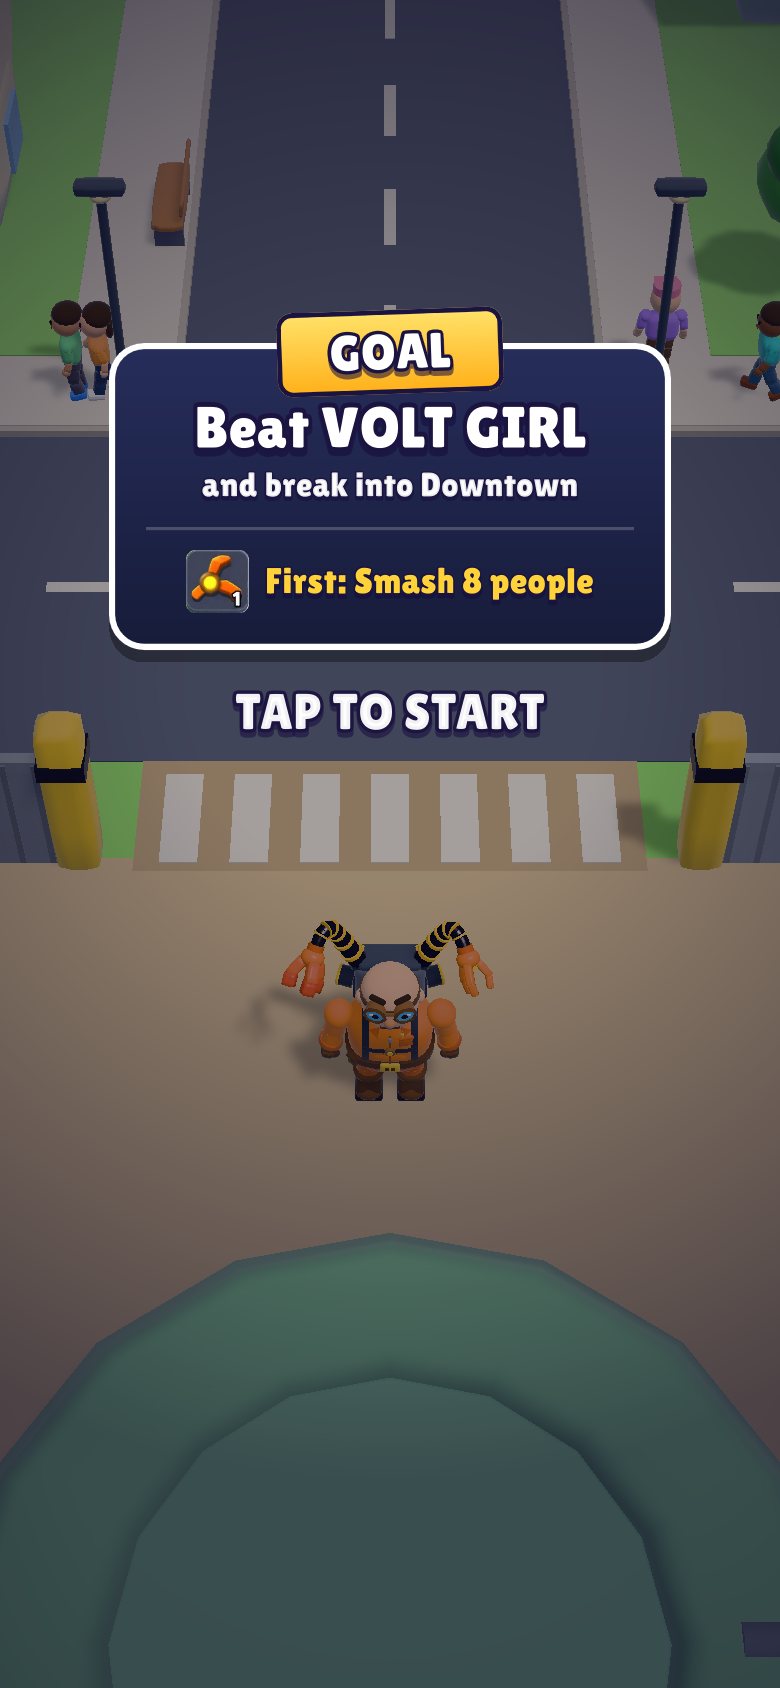 GOAL
Beat VOLT GIRL
and break into Downtown
1
First: Smash 8 people
TAP TO START